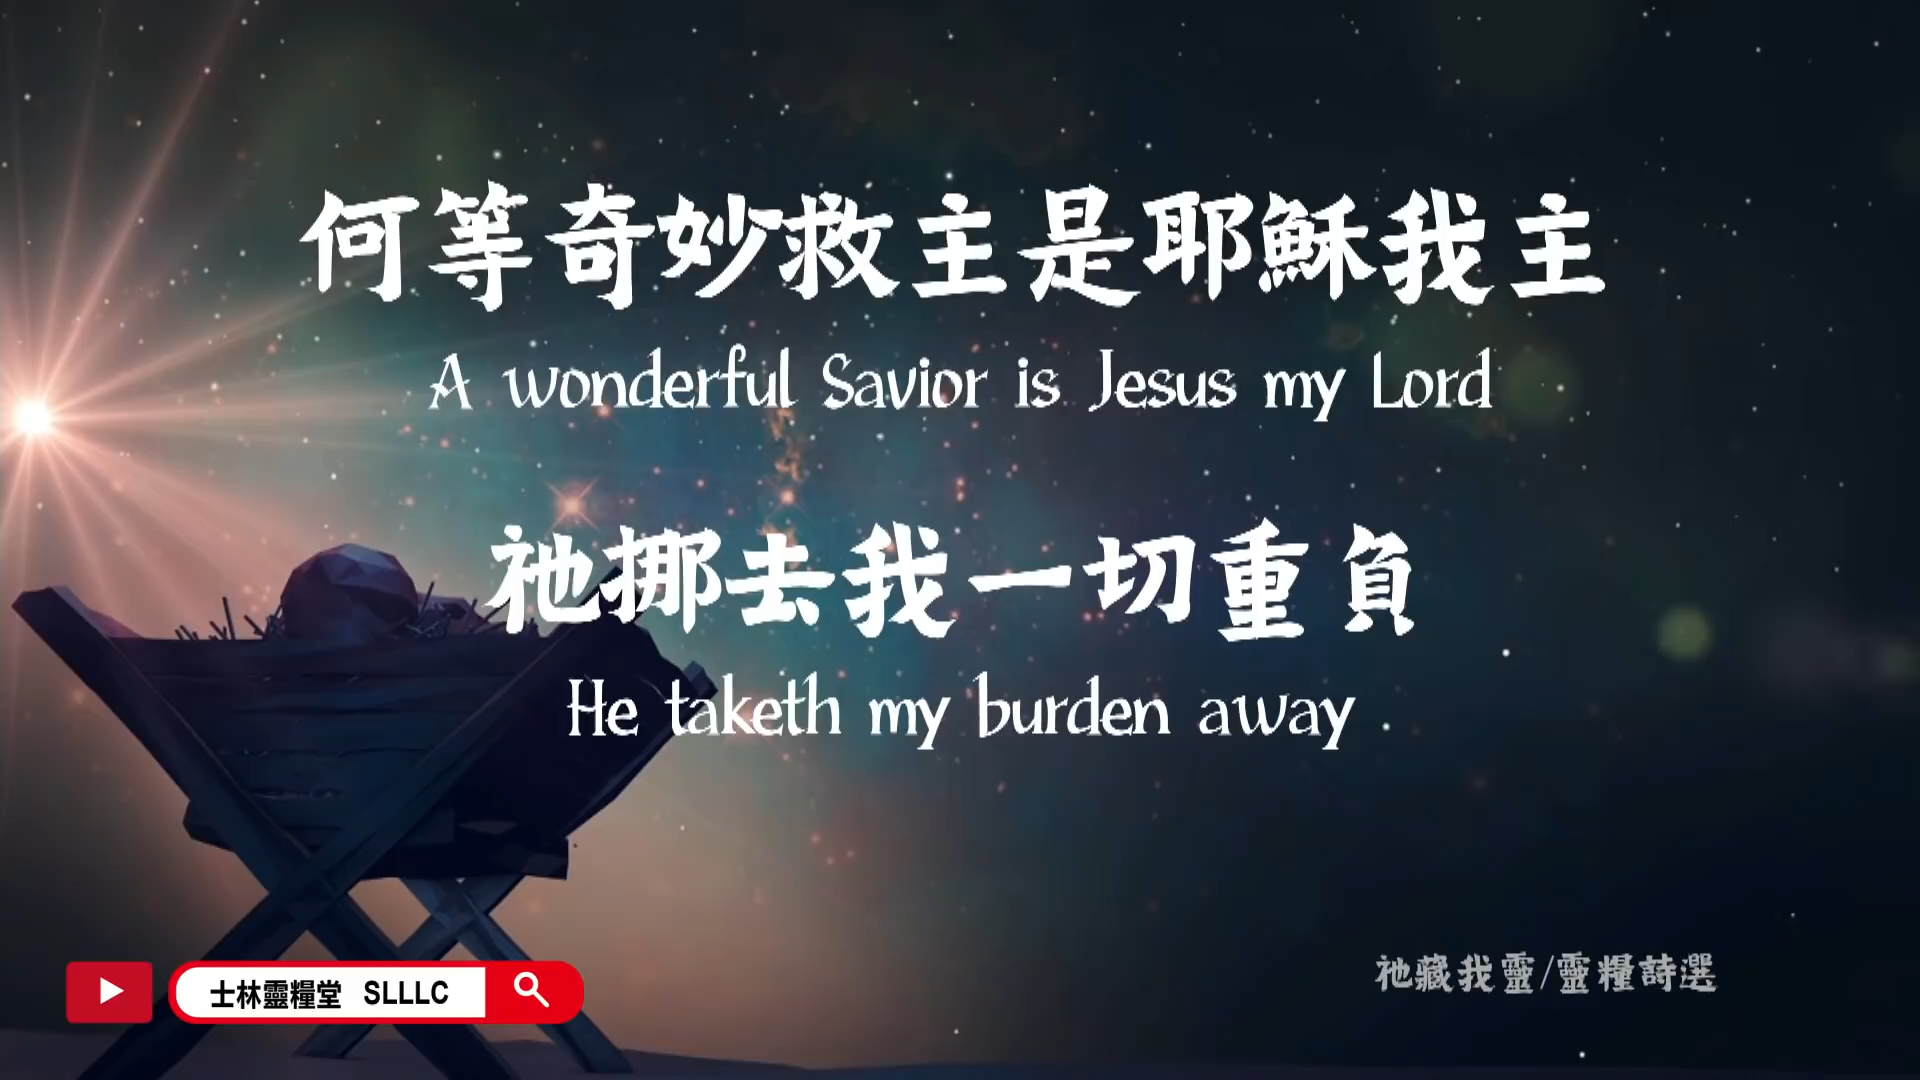 何等奇妙救主是耶穌我主
A wonderful Savior is Jesus my Lord
祂挪去我一切重負
He taketh my burden away
祂藏我靈/靈糧詩選
士林靈糧堂 SLLLC